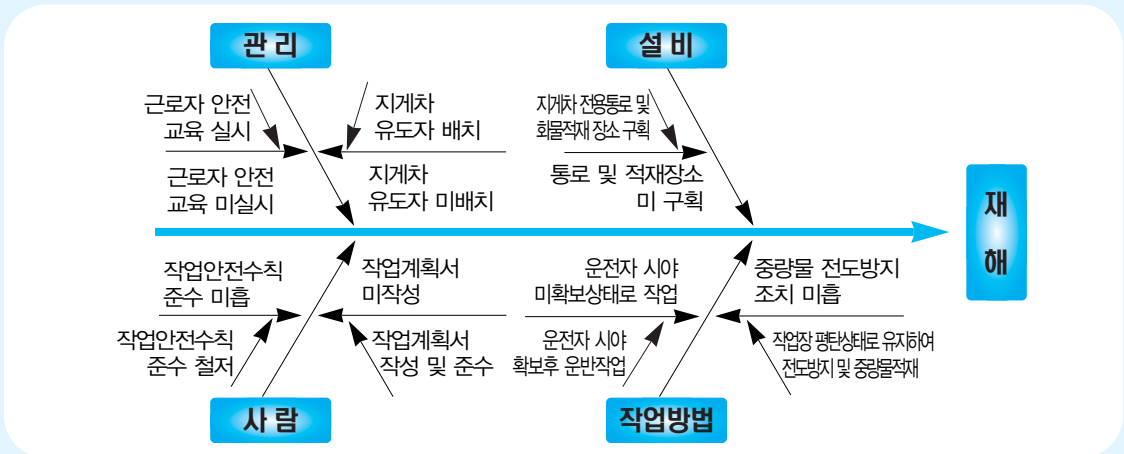 관 리
설 비
근로자 안전
교육 실시
지게차
유도자 배치
지게차 전용통로 및
화물적재 장소 구획
근로자 안전
교육 미실시
지게차
유도자 미배치
통로 및 적재장소
미 구획
재
해
작업안전수칙
준수 미흡
작업계획서
미작성
운전자 시야
미확보상태로 작업
중량물 전도방지
조치 미흡
작업안전수칙
준수 철저
작업계획서
작성 및 준수
운전자 시야
확보후 운반작업
작업장 평탄상태로 유지하여
전도방지 및 중량물적재
사 람
작업방법